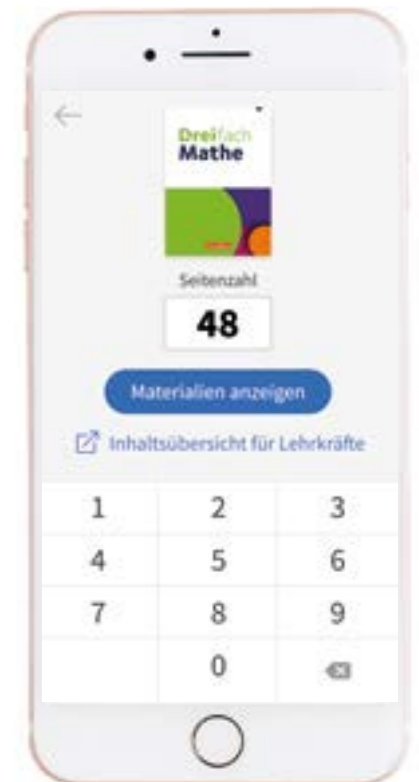 Dreifach
Mathe
Seitenzahl
48
Materialien anzeigen
Inhaltsübersicht für Lehrkräfte
1 2 3
4 5 6
7 8 9
0